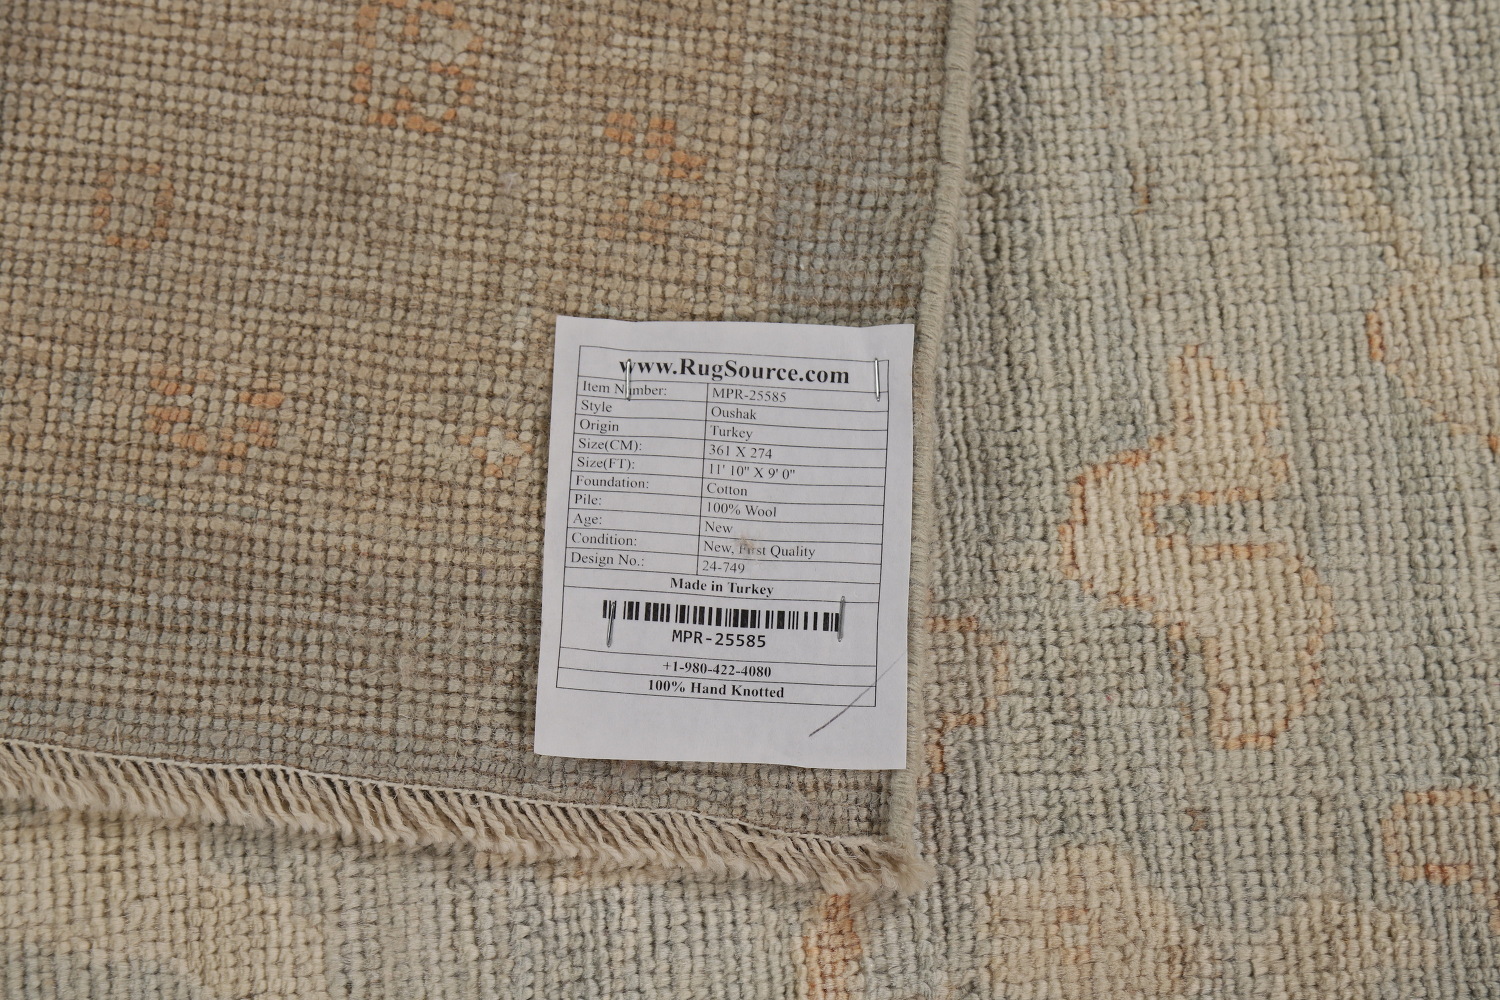 www.RugSource.com
Item Number: MPR-25585
Style Oushak
Origin Turkey
Size(CM): 361 X 274
Size(FT): 11' 10" X 9' 0"
Foundation: Cotton
Pile: 100% Wool
Age: New
Condition: New, First Quality
Design No.: 24-749
Made in Turkey
MPR-25585
+1-980-422-4080
100% Hand Knotted